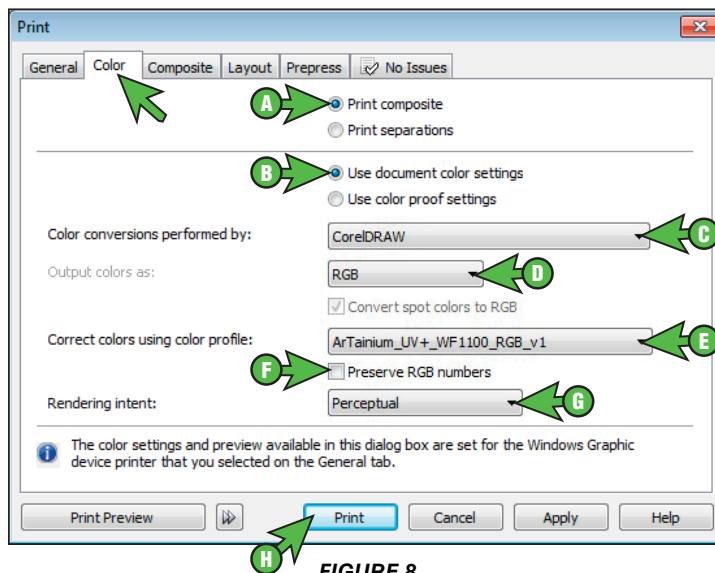 Print
General Color Composite Layout Prepress No Issues
A Print composite
Print separations
B Use document color settings
Use color proof settings
Color conversions performed by: CorelDRAW C
Output colors as: RGB D
Convert spot colors to RGB
Correct colors using color profile: ArTainium_UV+_WF1100_RGB_v1 E
F Preserve RGB numbers
Rendering intent: Perceptual G
The color settings and preview available in this dialog box are set for the Windows Graphic
device printer that you selected on the General tab.
Print Preview Print Cancel Apply Help
H
FIGURE 8